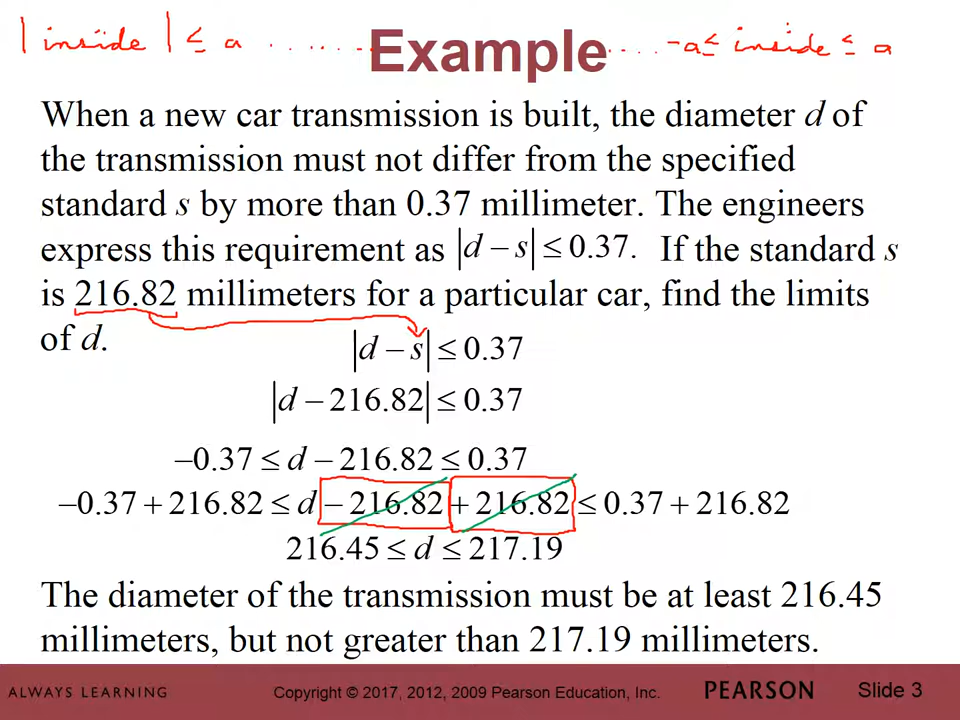 |inside| ≤ a ........ Example ..... -a ≤ inside ≤ a
When a new car transmission is built, the diameter d of
the transmission must not differ from the specified
standard s by more than 0.37 millimeter. The engineers
express this requirement as |d − s| ≤ 0.37. If the standard s
is 216.82 millimeters for a particular car, find the limits
of d.
|d − s| ≤ 0.37
|d − 216.82| ≤ 0.37
−0.37 ≤ d − 216.82 ≤ 0.37
−0.37 + 216.82 ≤ d − 216.82 + 216.82 ≤ 0.37 + 216.82
216.45 ≤ d ≤ 217.19
The diameter of the transmission must be at least 216.45
millimeters, but not greater than 217.19 millimeters.
ALWAYS LEARNING Copyright © 2017, 2012, 2009 Pearson Education, Inc. PEARSON Slide 3